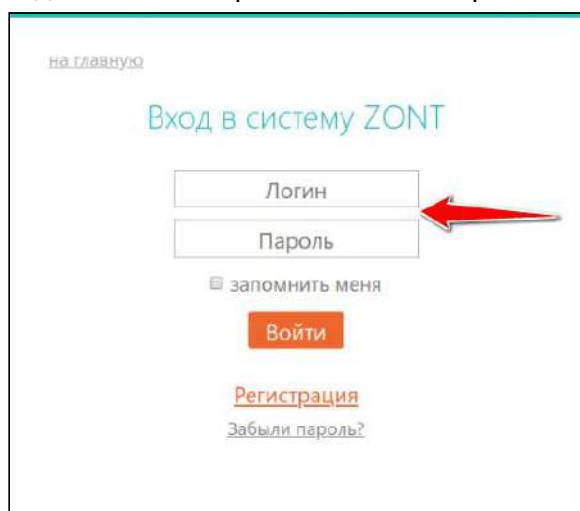 на главную
Вход в систему ZONT
Логин
Пароль
запомнить меня
Войти
Регистрация
Забыли пароль?